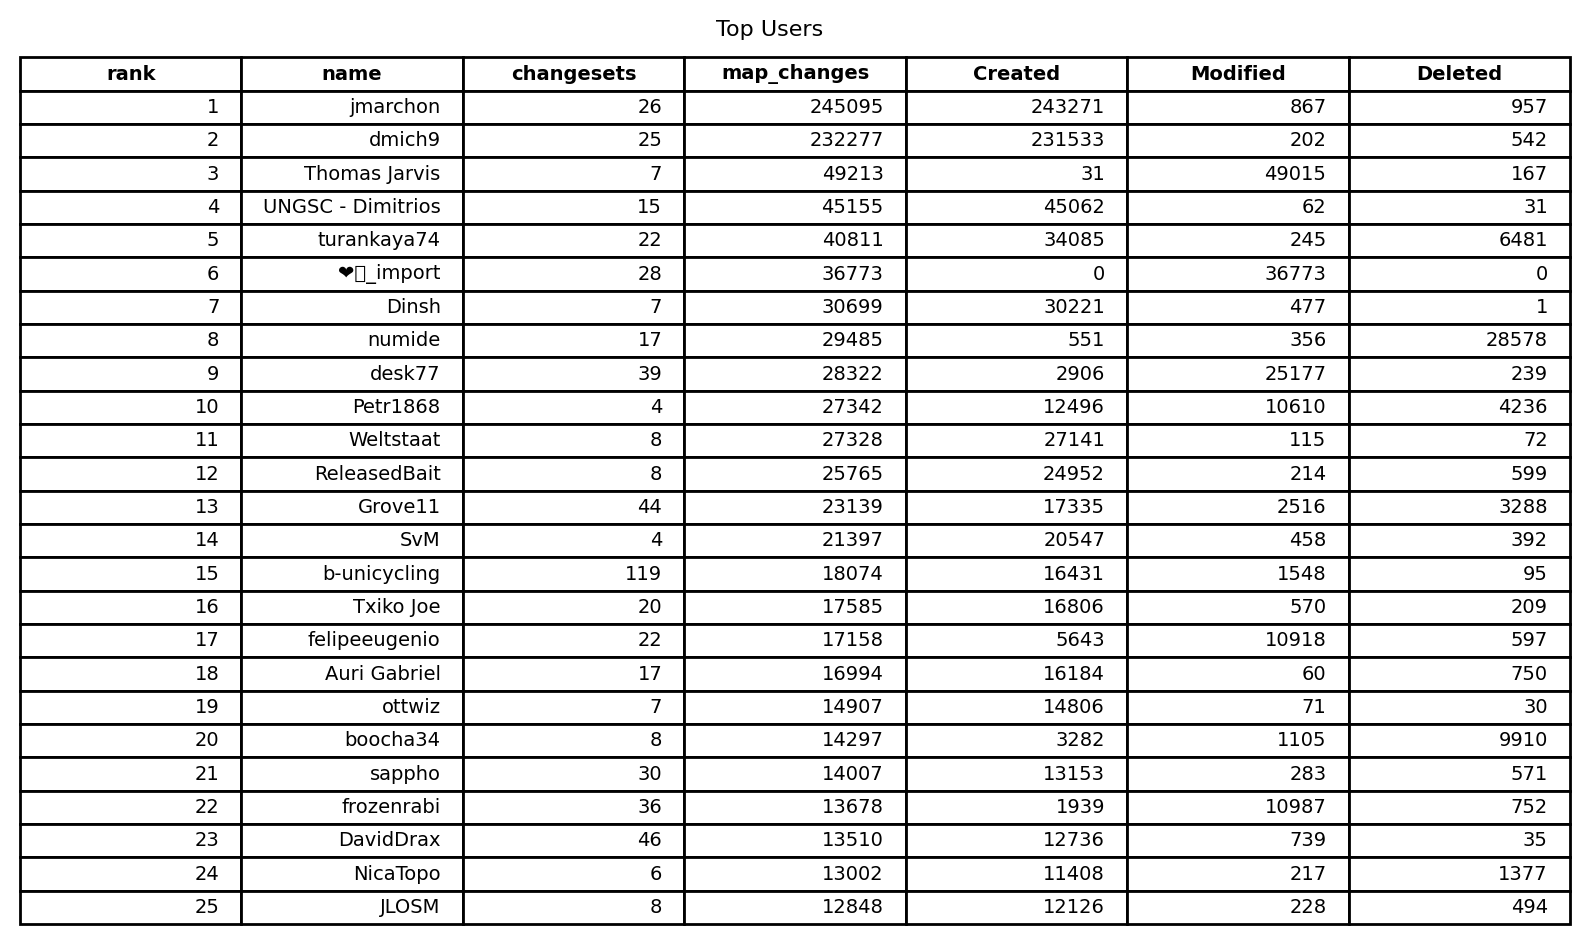 Top Users
rank name changesets map_changes Created Modified Deleted
1 jmarchon 26 245095 243271 867 957
2 dmich9 25 232277 231533 202 542
3 Thomas Jarvis 7 49213 31 49015 167
4 UNGSC - Dimitrios 15 45155 45062 62 31
5 turankaya74 22 40811 34085 245 6481
6 ❤_import 28 36773 0 36773 0
7 Dinsh 7 30699 30221 477 1
8 numide 17 29485 551 356 28578
9 desk77 39 28322 2906 25177 239
10 Petr1868 4 27342 12496 10610 4236
11 Weltstaat 8 27328 27141 115 72
12 ReleasedBait 8 25765 24952 214 599
13 Grove11 44 23139 17335 2516 3288
14 SvM 4 21397 20547 458 392
15 b-unicycling 119 18074 16431 1548 95
16 Txiko Joe 20 17585 16806 570 209
17 felipeeugenio 22 17158 5643 10918 597
18 Auri Gabriel 17 16994 16184 60 750
19 ottwiz 7 14907 14806 71 30
20 boocha34 8 14297 3282 1105 9910
21 sappho 30 14007 13153 283 571
22 frozenrabi 36 13678 1939 10987 752
23 DavidDrax 46 13510 12736 739 35
24 NicaTopo 6 13002 11408 217 1377
25 JLOSM 8 12848 12126 228 494